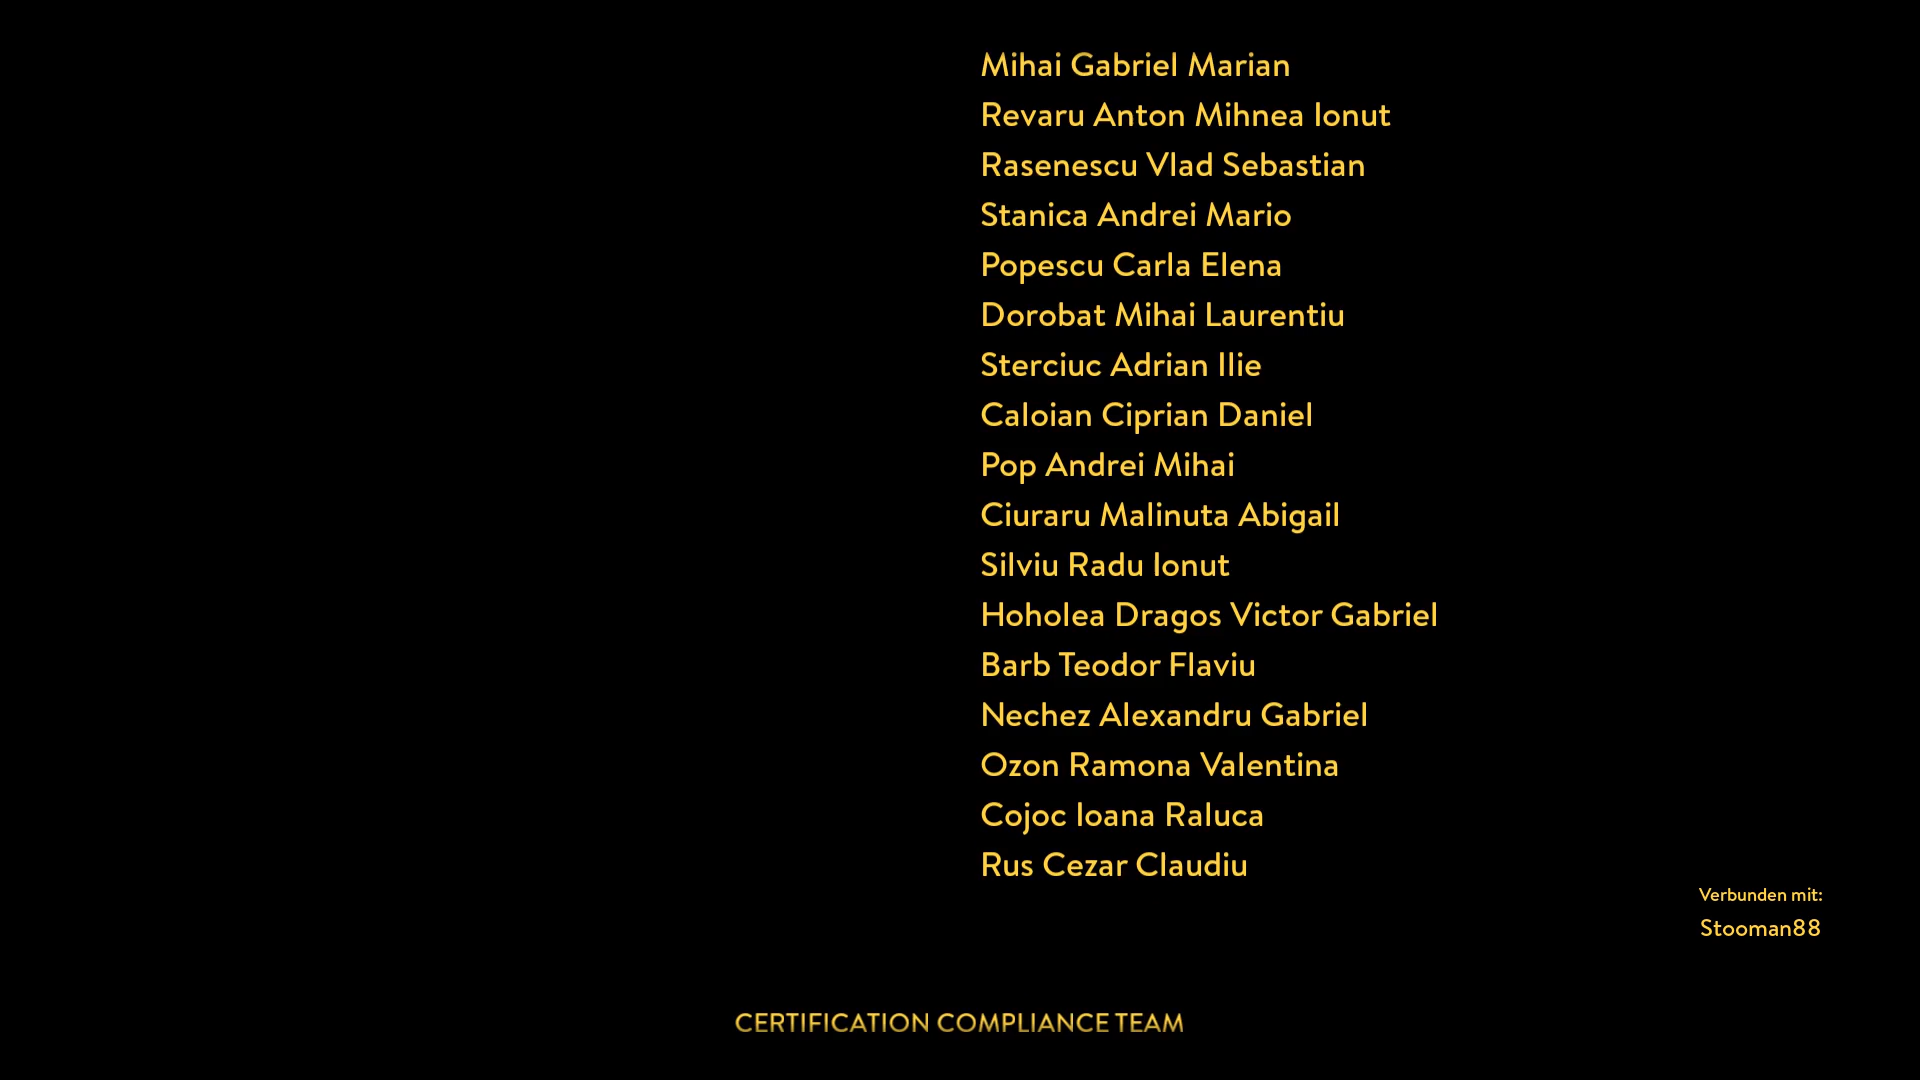 Mihai Gabriel Marian
Revaru Anton Mihnea Ionut
Rasenescu Vlad Sebastian
Stanica Andrei Mario
Popescu Carla Elena
Dorobat Mihai Laurentiu
Sterciuc Adrian Ilie
Caloian Ciprian Daniel
Pop Andrei Mihai
Ciuraru Malinuta Abigail
Silviu Radu Ionut
Hoholea Dragos Victor Gabriel
Barb Teodor Flaviu
Nechez Alexandru Gabriel
Ozon Ramona Valentina
Cojoc Ioana Raluca
Rus Cezar Claudiu
Verbunden mit:
Stooman88
CERTIFICATION COMPLIANCE TEAM